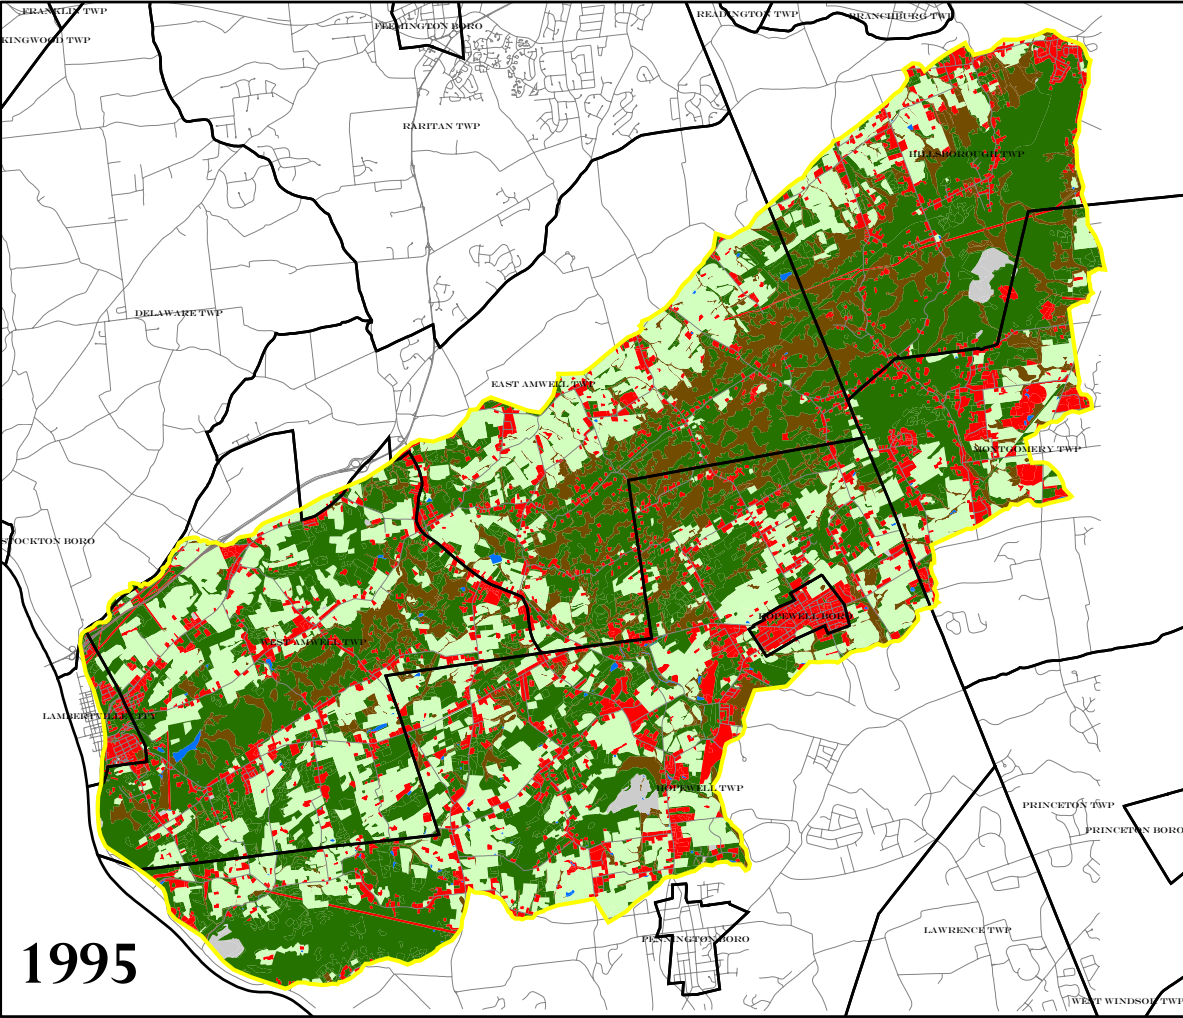 FRANKLIN TWP
READINGTON TWP
BRANCHBURG TWP
FLEMINGTON BORO
KINGWOOD TWP
RARITAN TWP
HILLSBOROUGH TWP
DELAWARE TWP
EAST AMWELL TWP
MONTGOMERY TWP
STOCKTON BORO
HOPEWELL BORO
WEST AMWELL TWP
LAMBERTVILLE CITY
HOPEWELL TWP
PRINCETON TWP
PRINCETON BORO
LAWRENCE TWP
PENNINGTON BORO
1995
WEST WINDSOR TWP